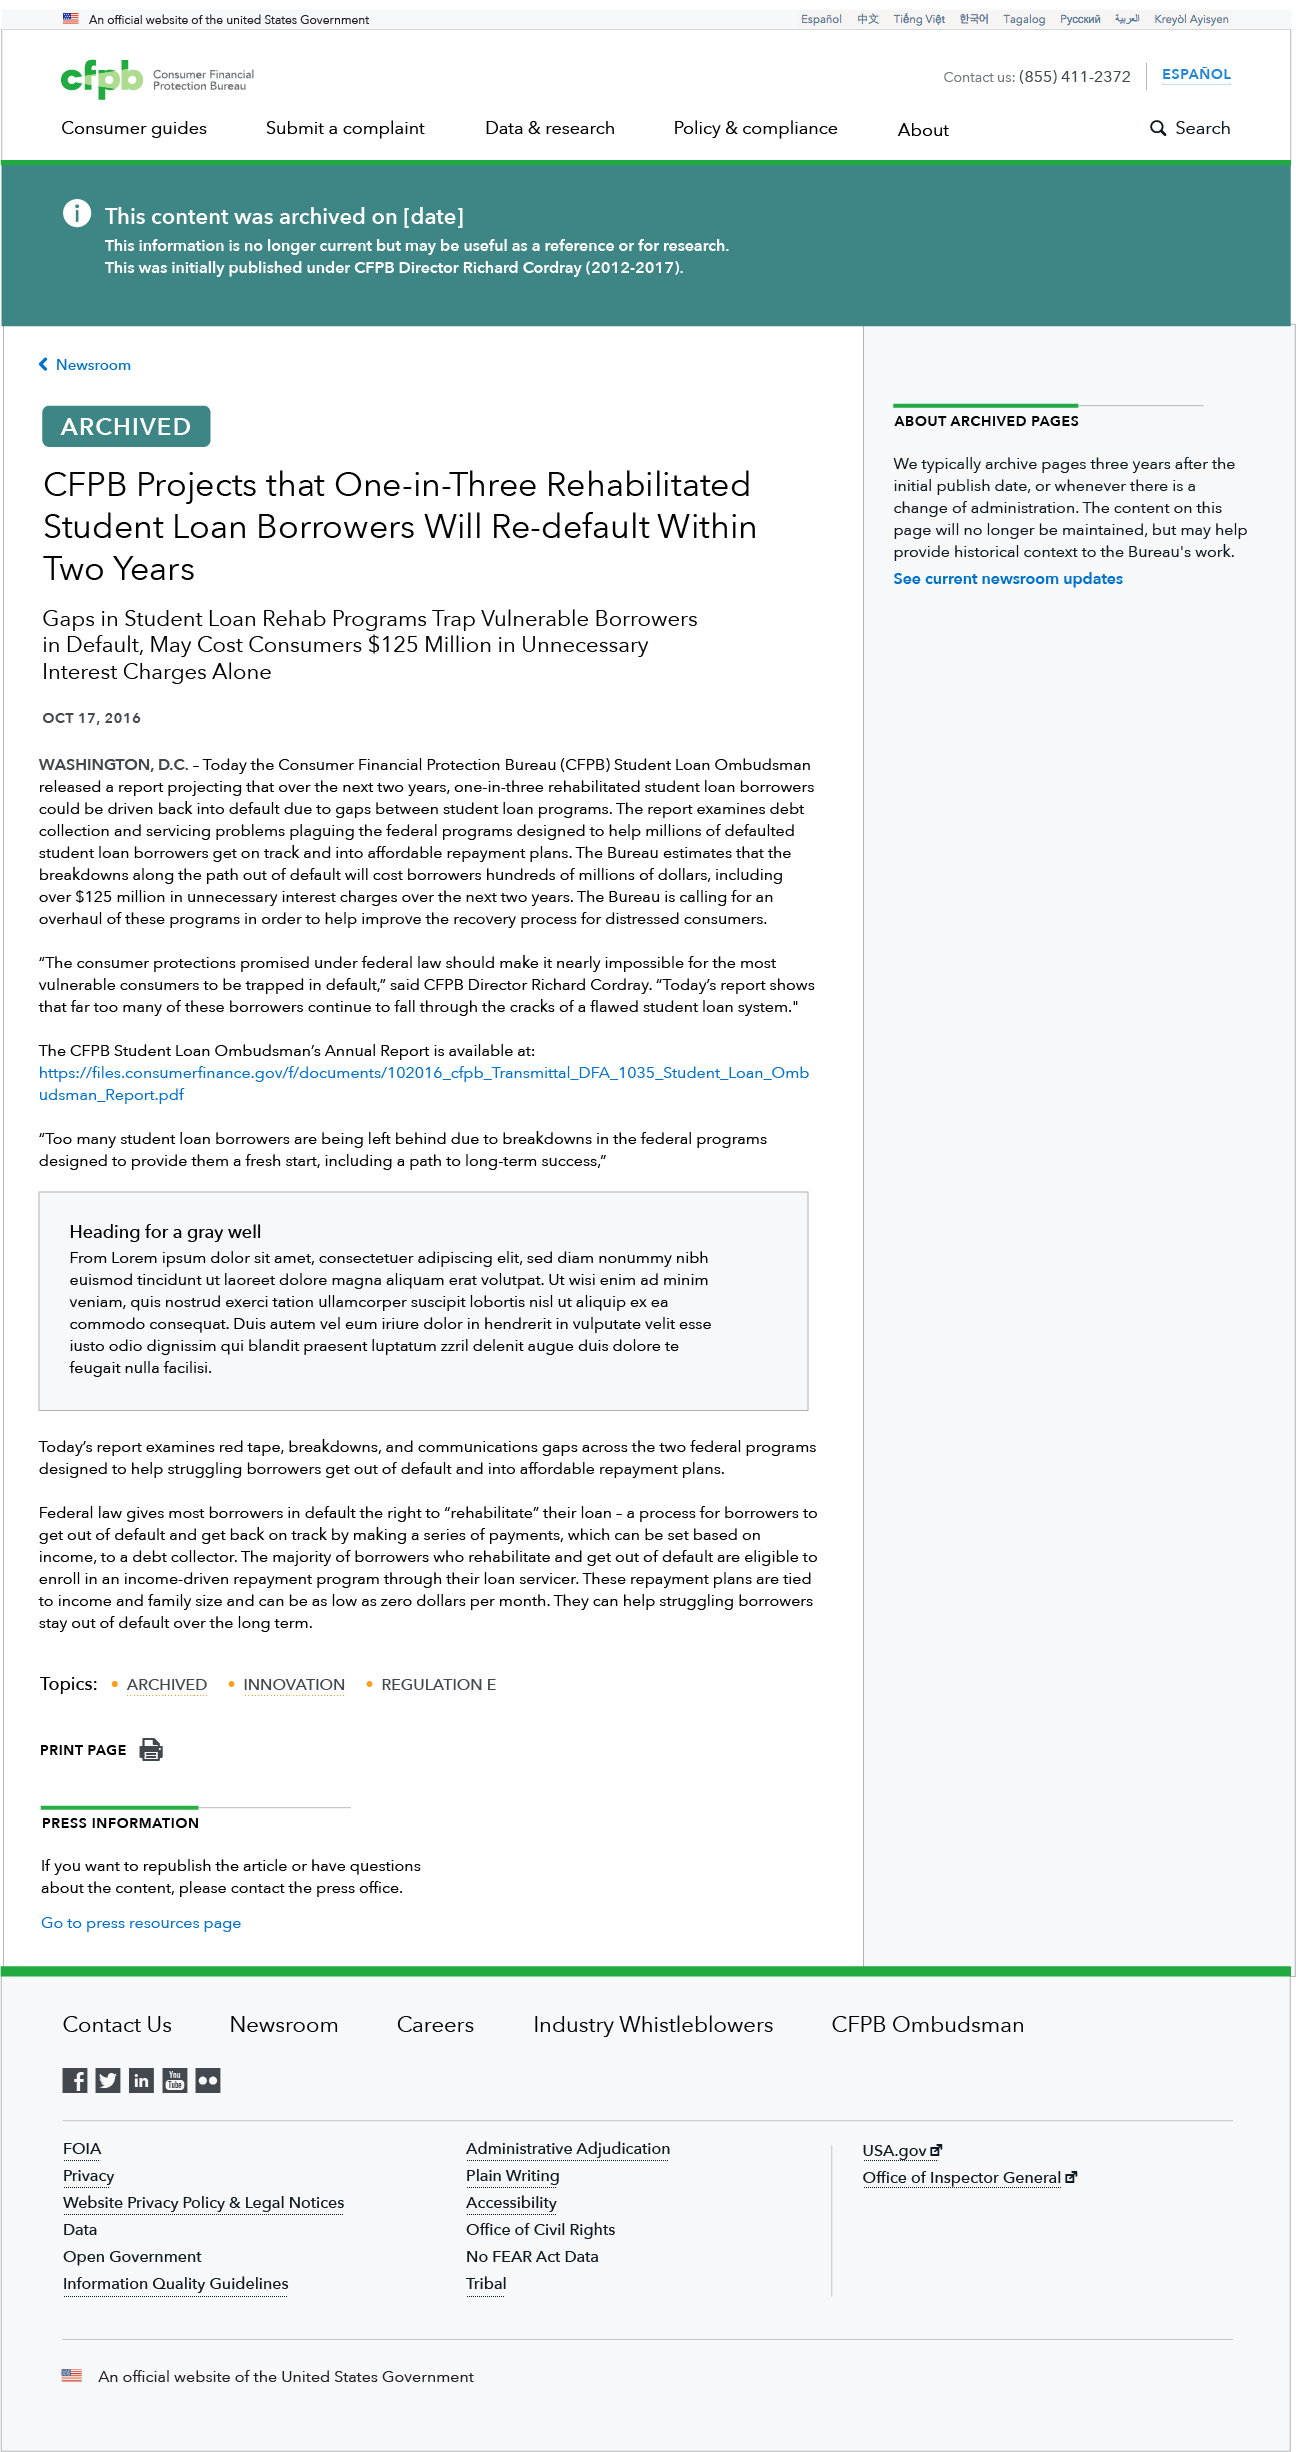 An official website of the united States Government
Español 中文 Tiếng Việt 한국어 Tagalog Русский العربية Kreyòl Ayisyen
cfpb Consumer Financial
Protection Bureau
Contact us: (855) 411-2372 ESPAÑOL
Consumer guides Submit a complaint Data & research Policy & compliance About Search
This content was archived on [date]
This information is no longer current but may be useful as a reference or for research.
This was initially published under CFPB Director Richard Cordray (2012-2017).
Newsroom
ARCHIVED
CFPB Projects that One-in-Three Rehabilitated
Student Loan Borrowers Will Re-default Within
Two Years
Gaps in Student Loan Rehab Programs Trap Vulnerable Borrowers
in Default, May Cost Consumers $125 Million in Unnecessary
Interest Charges Alone
OCT 17, 2016
WASHINGTON, D.C. – Today the Consumer Financial Protection Bureau (CFPB) Student Loan Ombudsman
released a report projecting that over the next two years, one-in-three rehabilitated student loan borrowers
could be driven back into default due to gaps between student loan programs. The report examines debt
collection and servicing problems plaguing the federal programs designed to help millions of defaulted
student loan borrowers get on track and into affordable repayment plans. The Bureau estimates that the
breakdowns along the path out of default will cost borrowers hundreds of millions of dollars, including
over $125 million in unnecessary interest charges over the next two years. The Bureau is calling for an
overhaul of these programs in order to help improve the recovery process for distressed consumers.
“The consumer protections promised under federal law should make it nearly impossible for the most
vulnerable consumers to be trapped in default,” said CFPB Director Richard Cordray. “Today’s report shows
that far too many of these borrowers continue to fall through the cracks of a flawed student loan system."
The CFPB Student Loan Ombudsman’s Annual Report is available at:
https://files.consumerfinance.gov/f/documents/102016_cfpb_Transmittal_DFA_1035_Student_Loan_Omb
udsman_Report.pdf
“Too many student loan borrowers are being left behind due to breakdowns in the federal programs
designed to provide them a fresh start, including a path to long-term success,”
Heading for a gray well
From Lorem ipsum dolor sit amet, consectetuer adipiscing elit, sed diam nonummy nibh
euismod tincidunt ut laoreet dolore magna aliquam erat volutpat. Ut wisi enim ad minim
veniam, quis nostrud exerci tation ullamcorper suscipit lobortis nisl ut aliquip ex ea
commodo consequat. Duis autem vel eum iriure dolor in hendrerit in vulputate velit esse
iusto odio dignissim qui blandit praesent luptatum zzril delenit augue duis dolore te
feugait nulla facilisi.
Today’s report examines red tape, breakdowns, and communications gaps across the two federal programs
designed to help struggling borrowers get out of default and into affordable repayment plans.
Federal law gives most borrowers in default the right to “rehabilitate” their loan – a process for borrowers to
get out of default and get back on track by making a series of payments, which can be set based on
income, to a debt collector. The majority of borrowers who rehabilitate and get out of default are eligible to
enroll in an income-driven repayment program through their loan servicer. These repayment plans are tied
to income and family size and can be as low as zero dollars per month. They can help struggling borrowers
stay out of default over the long term.
Topics: • ARCHIVED • INNOVATION • REGULATION E
PRINT PAGE
PRESS INFORMATION
If you want to republish the article or have questions
about the content, please contact the press office.
Go to press resources page
ABOUT ARCHIVED PAGES
We typically archive pages three years after the
initial publish date, or whenever there is a
change of administration. The content on this
page will no longer be maintained, but may help
provide historical context to the Bureau's work.
See current newsroom updates
Contact Us Newsroom Careers Industry Whistleblowers CFPB Ombudsman
f in You Tube
FOIA
Privacy
Website Privacy Policy & Legal Notices
Data
Open Government
Information Quality Guidelines
Administrative Adjudication
Plain Writing
Accessibility
Office of Civil Rights
No FEAR Act Data
Tribal
USA.gov
Office of Inspector General
An official website of the United States Government